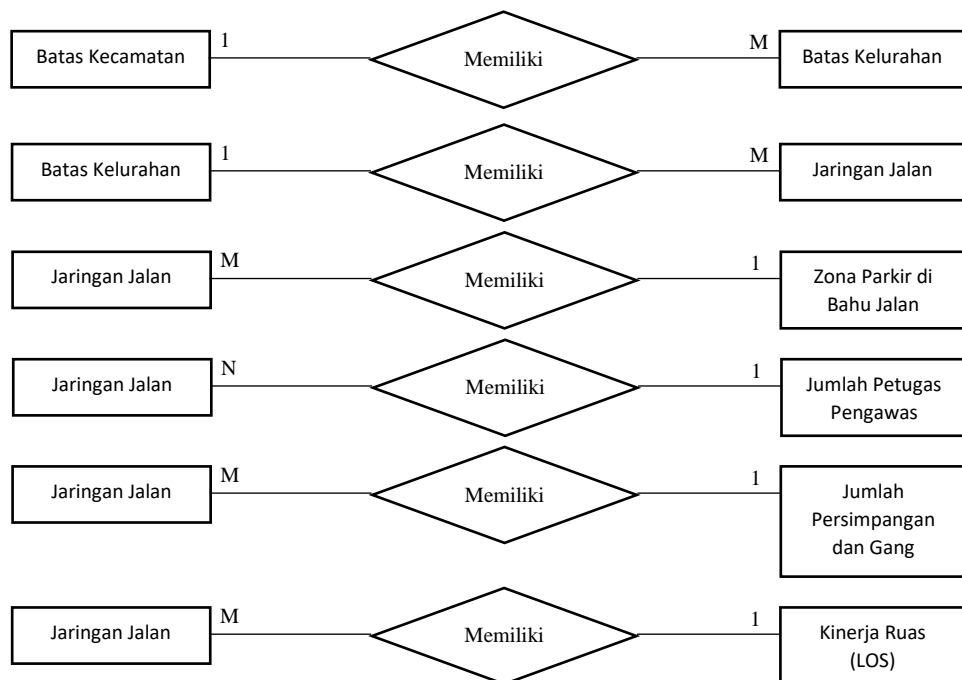 Batas Kecamatan 1 Memiliki M Batas Kelurahan
Batas Kelurahan 1 Memiliki M Jaringan Jalan
Jaringan Jalan M Memiliki 1 Zona Parkir di
Bahu Jalan
Jaringan Jalan N Memiliki 1 Jumlah Petugas
Pengawas
Jaringan Jalan M Memiliki 1 Jumlah
Persimpangan
dan Gang
Jaringan Jalan M Memiliki 1 Kinerja Ruas
(LOS)